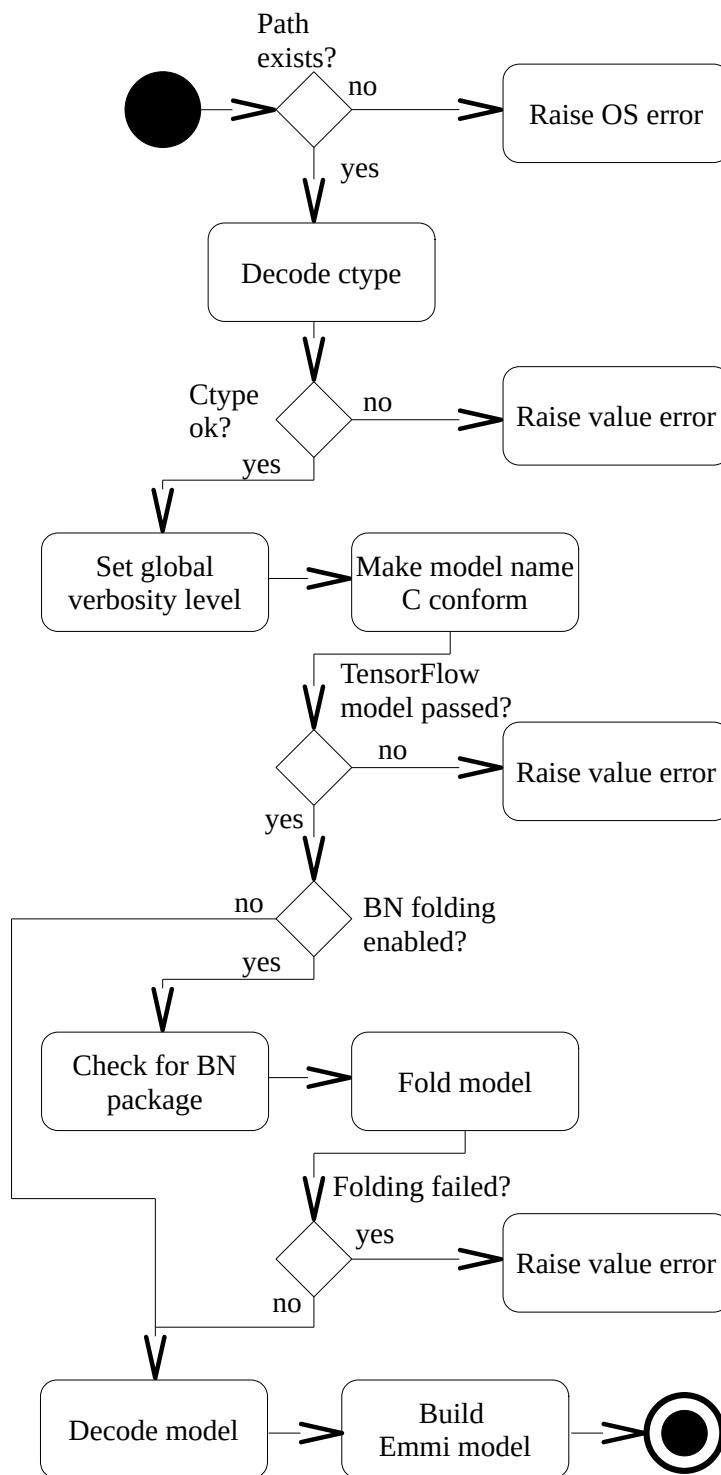 Path
exists?
no
Raise OS error
yes
Decode ctype
Ctype
ok?
no
Raise value error
yes
Set global
verbosity level
Make model name
C conform
TensorFlow
model passed?
no
Raise value error
yes
no
BN folding
enabled?
yes
Check for BN
package
Fold model
Folding failed?
yes
Raise value error
no
Decode model
Build
Emmi model